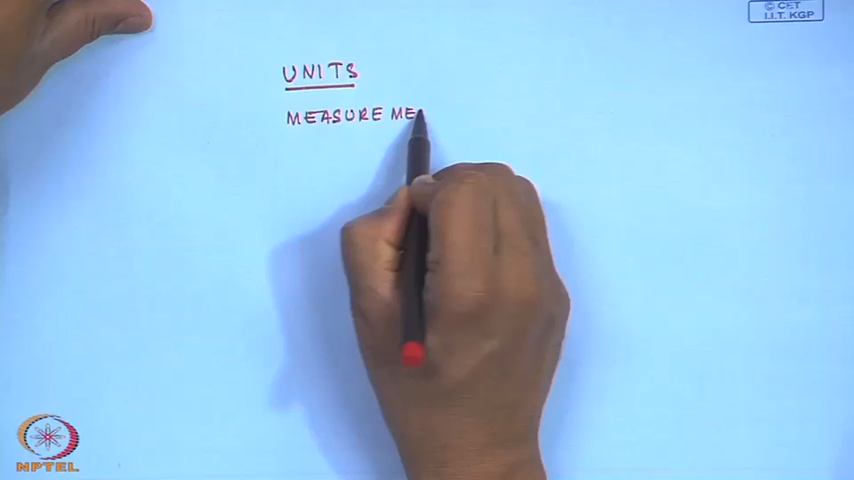 © CET
I.I.T. KGP
UNITS
MEASURE ME
NPTEL